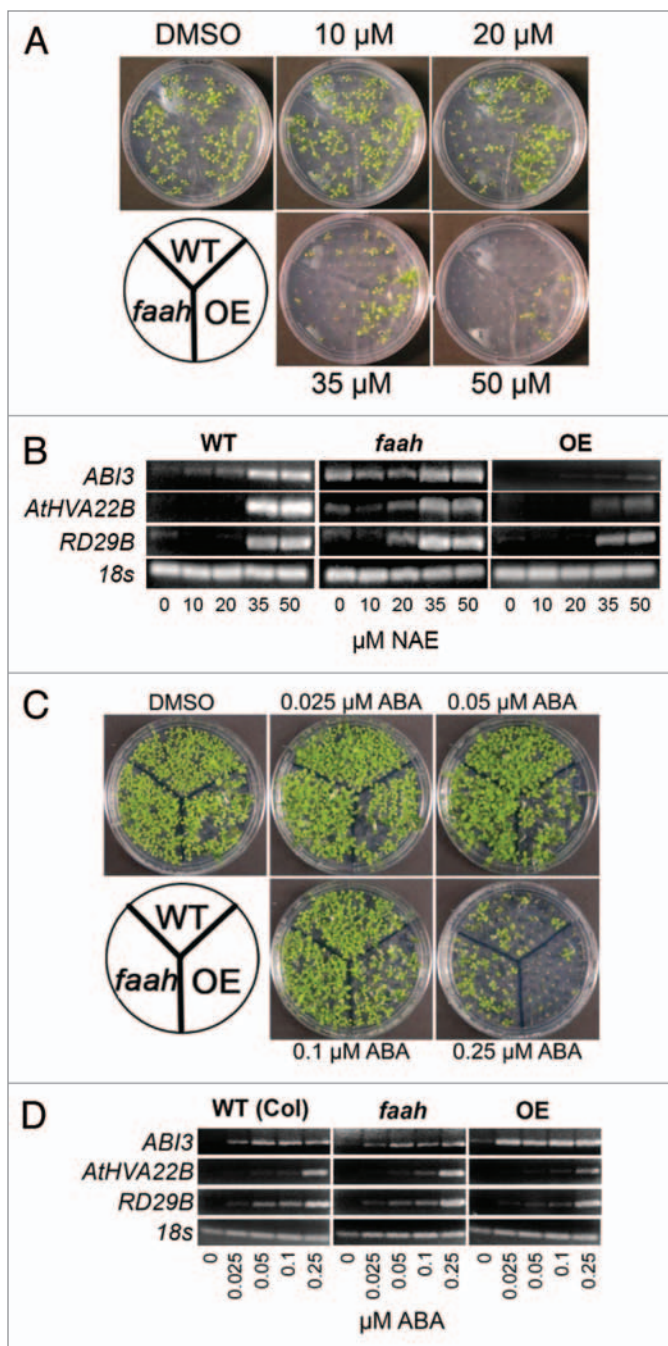 A
DMSO 10 µM 20 µM
WT
faah OE
35 µM 50 µM
B
WT faah OE
ABI3
AtHVA22B
RD29B
18s
0 10 20 35 50 0 10 20 35 50 0 10 20 35 50
µM NAE
C
DMSO 0.025 µM ABA 0.05 µM ABA
WT
faah OE
0.1 µM ABA 0.25 µM ABA
D
WT (Col) faah OE
ABI3
AtHVA22B
RD29B
18s
0 0.025 0.05 0.1 0.25 0 0.025 0.05 0.1 0.25 0 0.025 0.05 0.1 0.25
µM ABA